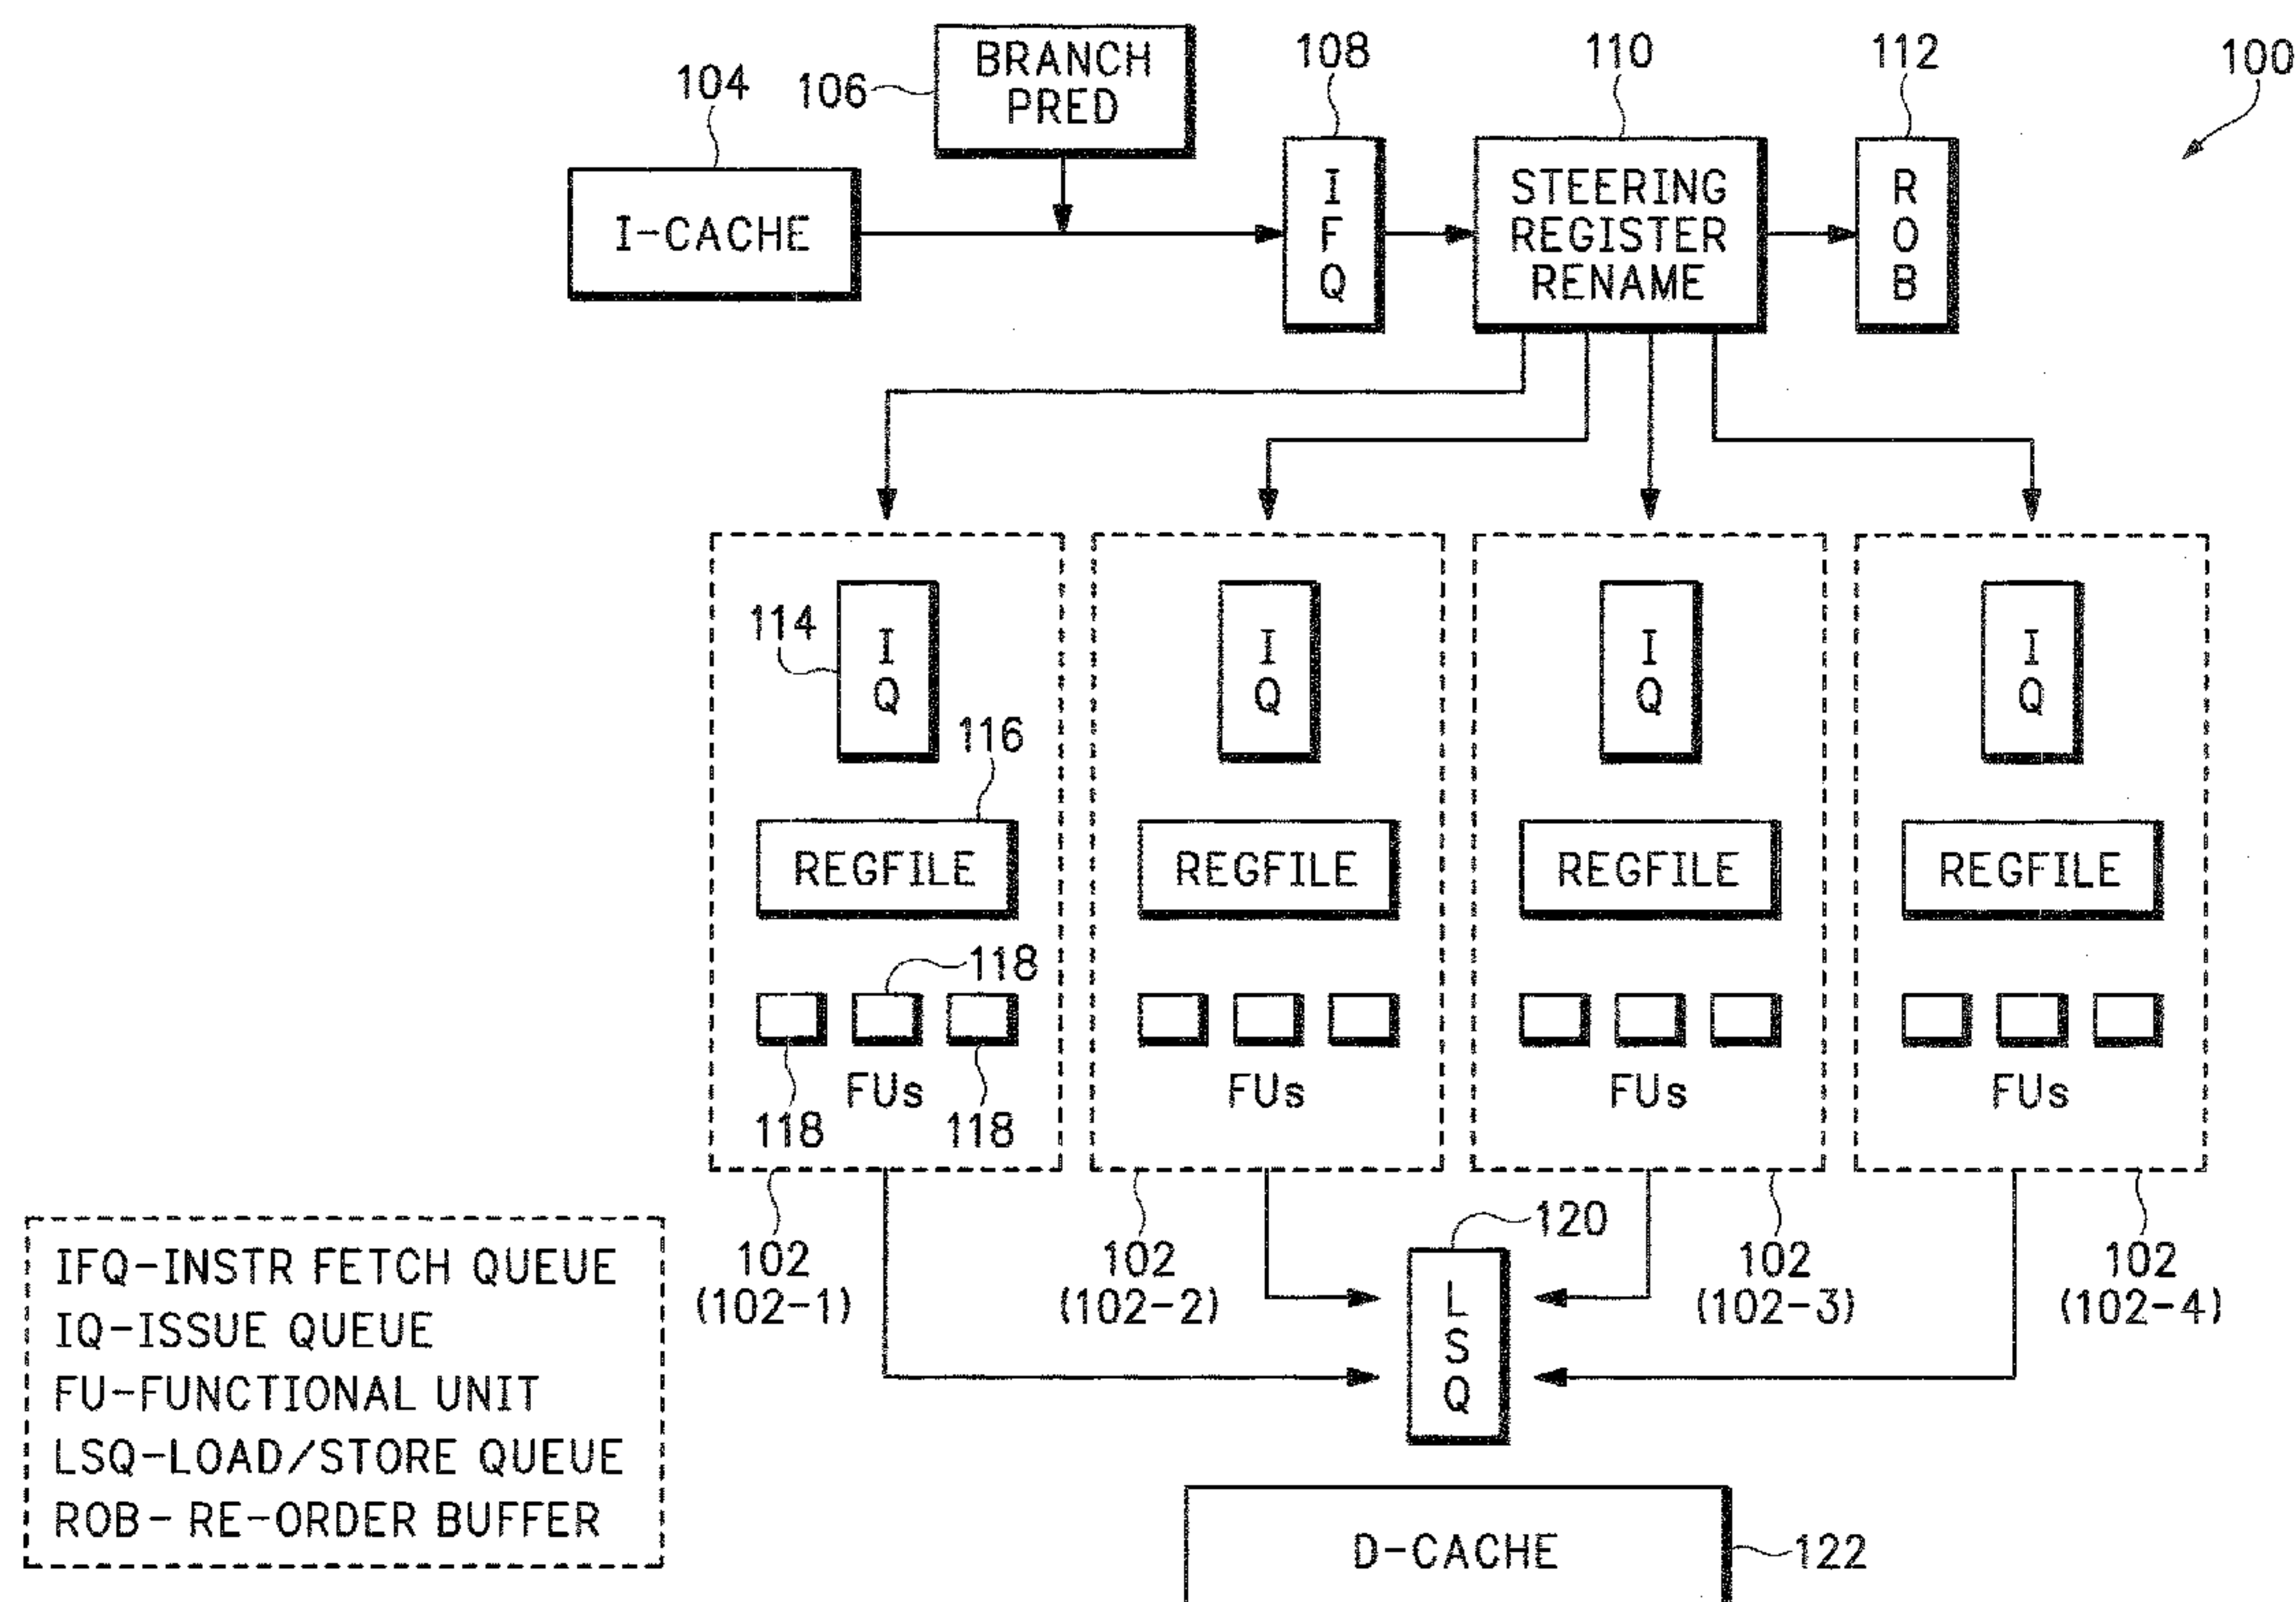 BRANCH
PRED
106
104
I-CACHE
108
I
F
Q
110
STEERING
REGISTER
RENAME
112
R
O
B
100
114
I
Q
I
Q
I
Q
I
Q
116
REGFILE
REGFILE
REGFILE
REGFILE
118
FUs
FUs
FUs
FUs
118
118
102
(102-1)
102
(102-2)
120
102
(102-3)
102
(102-4)
L
S
Q
D-CACHE
122
IFQ-INSTR FETCH QUEUE
IQ-ISSUE QUEUE
FU-FUNCTIONAL UNIT
LSQ-LOAD/STORE QUEUE
ROB- RE-ORDER BUFFER